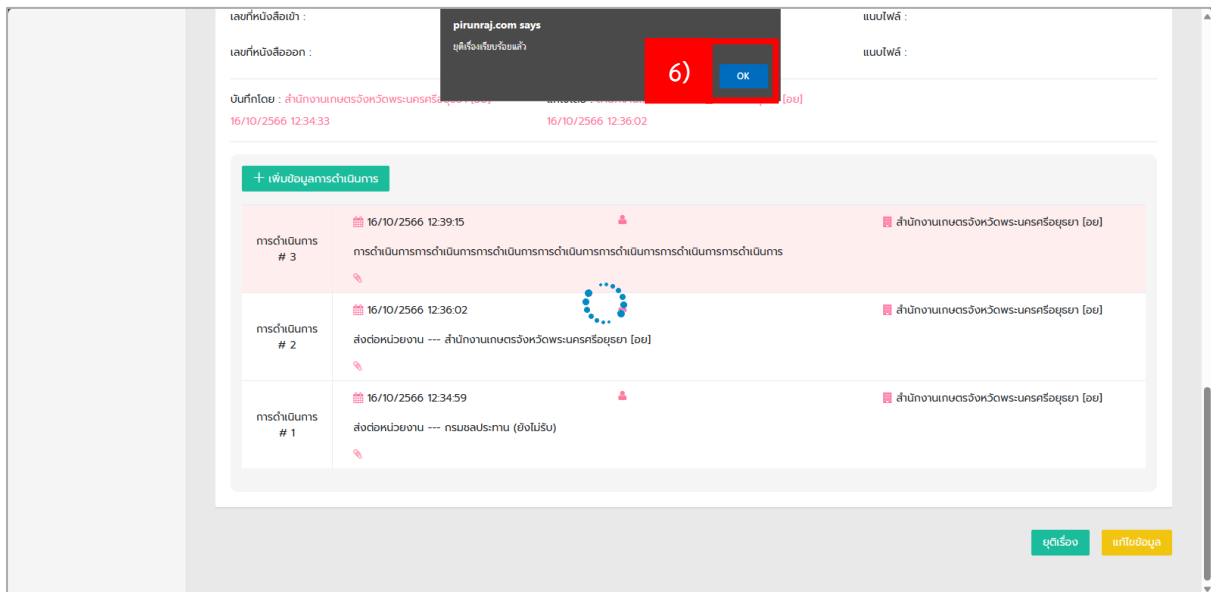 เลขที่หนังสือเข้า :
แนบไฟล์ :
pirunraj.com says
ยุติเรื่องเรียบร้อยแล้ว
เลขที่หนังสือออก :
แนบไฟล์ :
6)
OK
บันทึกโดย : สำนักงานเกษตรจังหวัดพระนครศรี
[อย]
16/10/2566 12:34:33
16/10/2566 12:36:02
+ เพิ่มข้อมูลการดำเนินการ
การดำเนินการ
# 3
16/10/2566 12:39:15
สำนักงานเกษตรจังหวัดพระนครศรีอยุธยา [อย]
การดำเนินการการดำเนินการการดำเนินการการดำเนินการการดำเนินการการดำเนินการการดำเนินการ
การดำเนินการ
# 2
16/10/2566 12:36:02
สำนักงานเกษตรจังหวัดพระนครศรีอยุธยา [อย]
ส่งต่อหน่วยงาน --- สำนักงานเกษตรจังหวัดพระนครศรีอยุธยา [อย]
การดำเนินการ
# 1
16/10/2566 12:34:59
สำนักงานเกษตรจังหวัดพระนครศรีอยุธยา [อย]
ส่งต่อหน่วยงาน --- กรมชลประทาน (ยังไม่รับ)
ยุติเรื่อง
แก้ไขข้อมูล